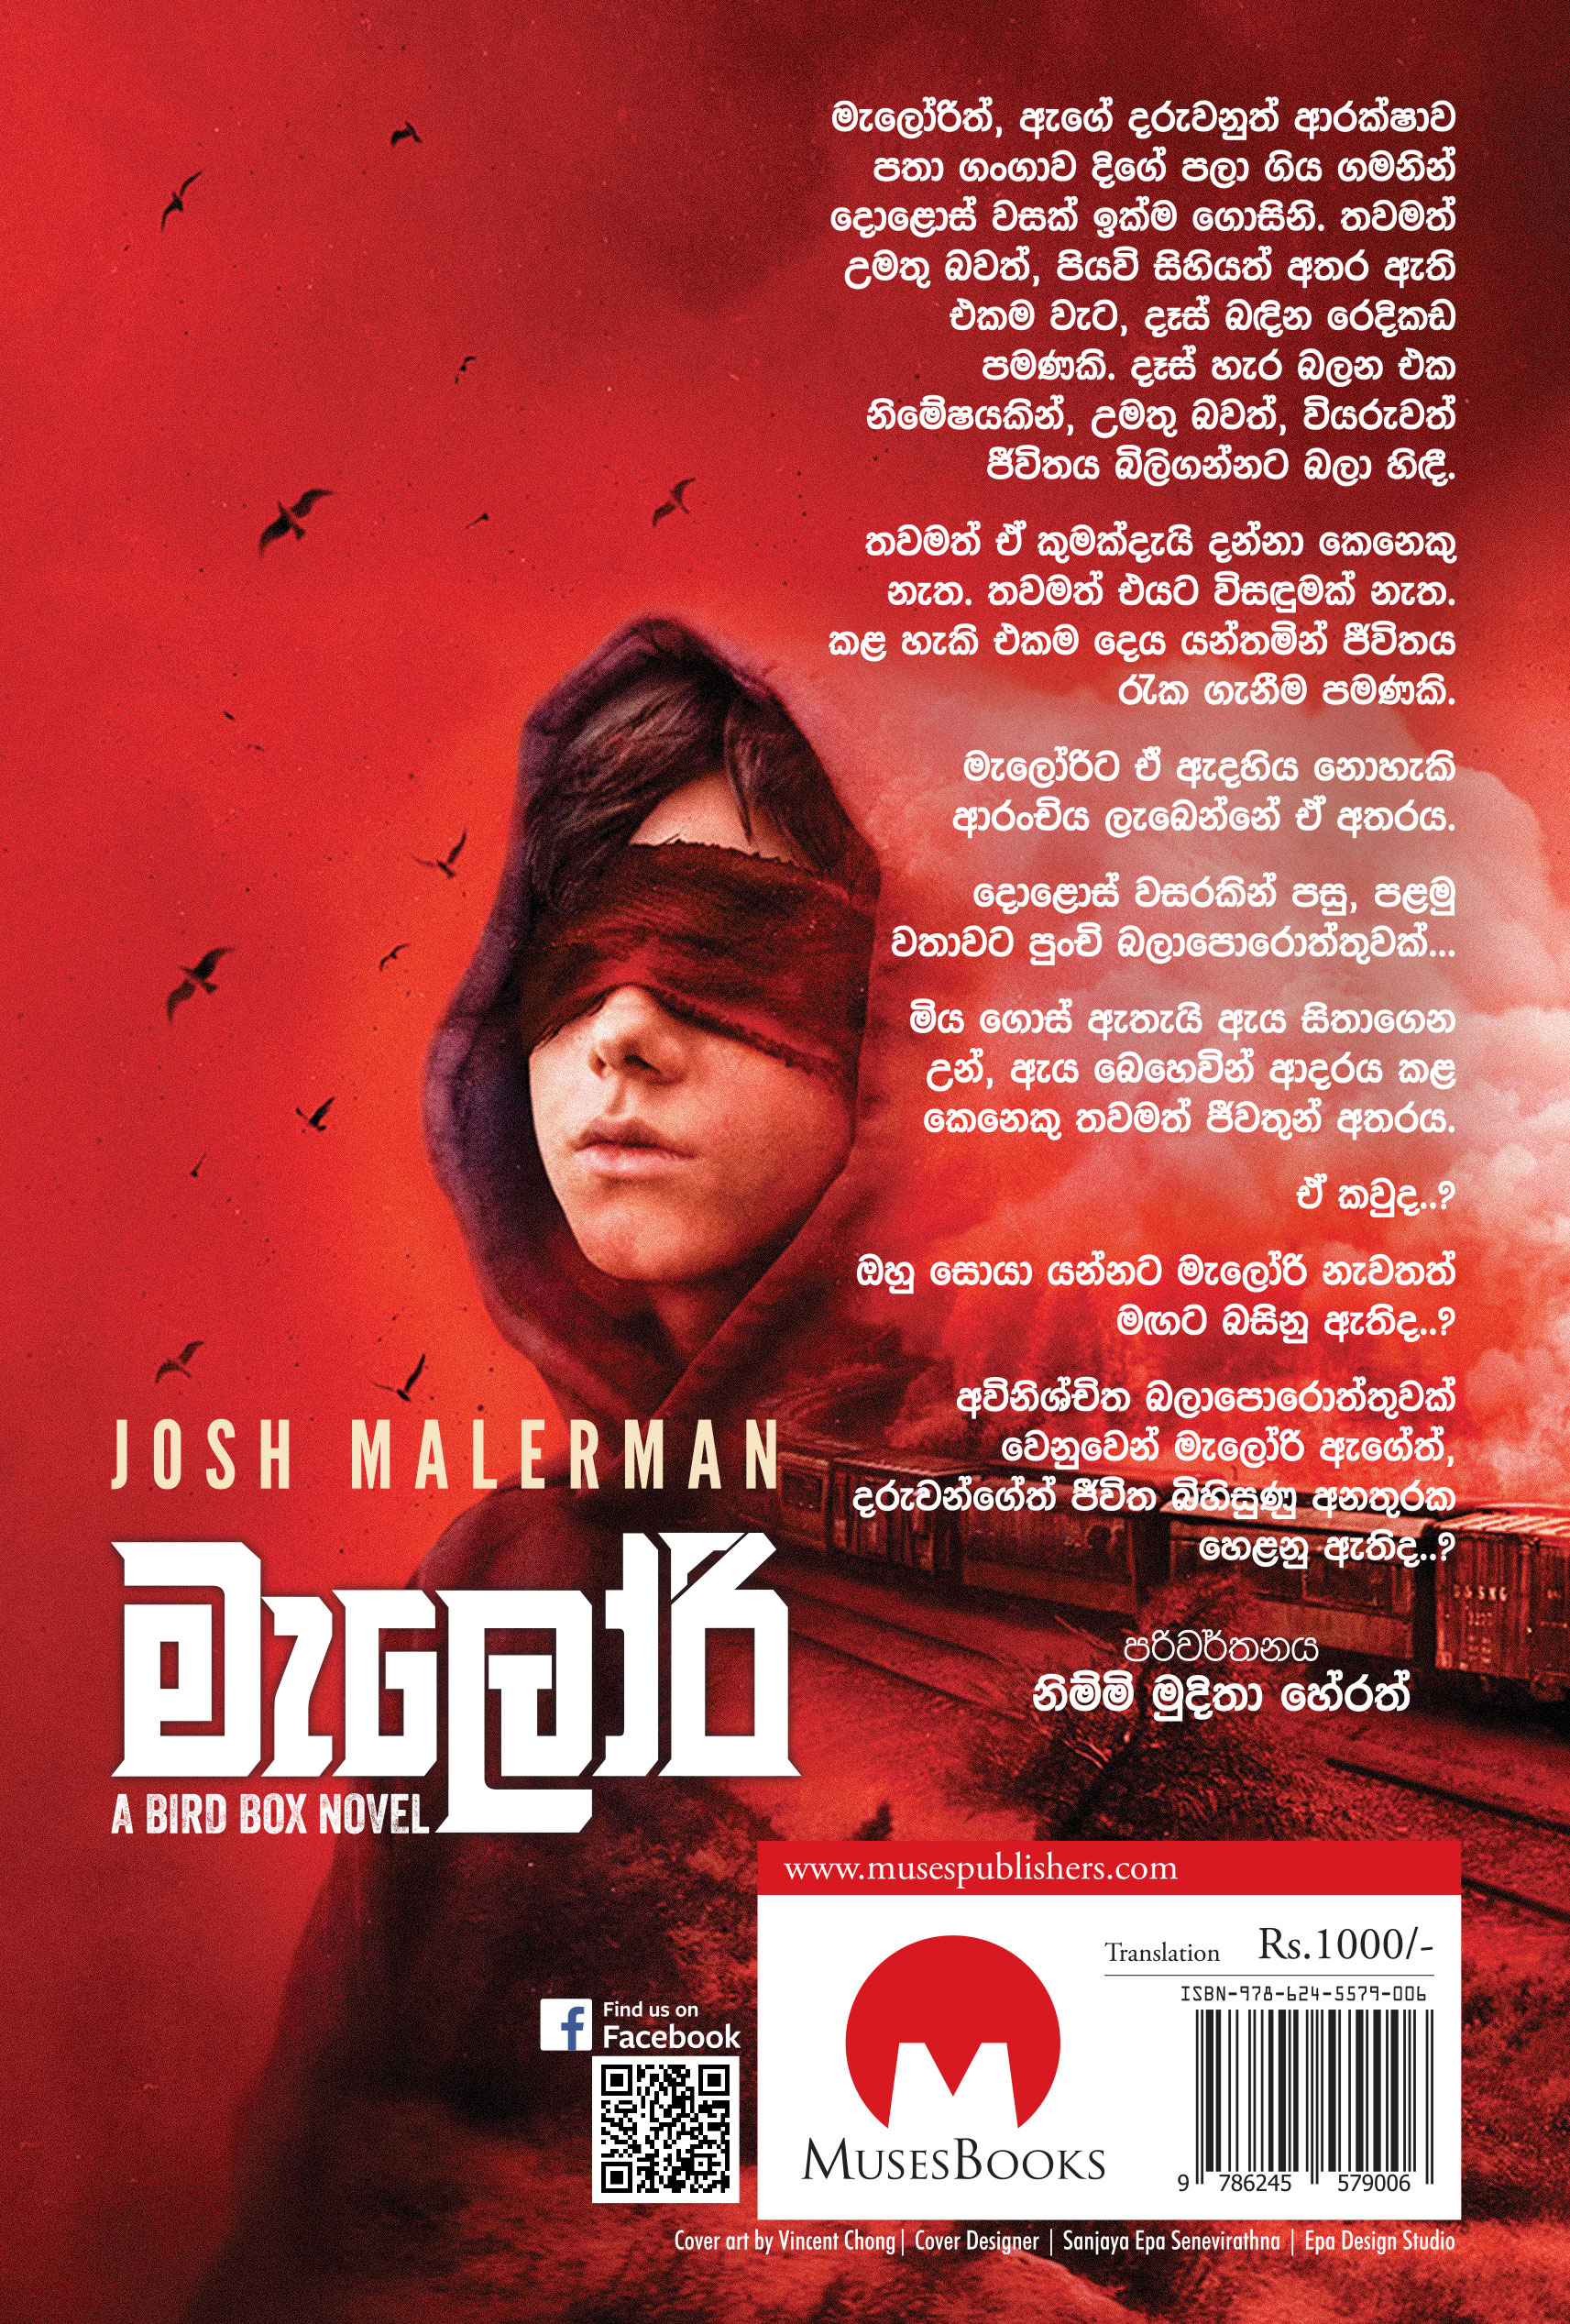 මැලෝරිත්, ඇගේ දරුවනුත් ආරක්ෂාව
පතා ගංගාව දිගේ පලා ගිය ගමනින්
දොළොස් වසක් ඉක්ම ගොසිනි. තවමත්
උමතු බවත්, පියවි සිහියත් අතර ඇති
එකම වැට, දෑස් බඳින රෙදිකඩ
පමණකි. දෑස් හැර බලන එක
නිමේෂයකින්, උමතු බවත්, වියරුවත්
ජීවිතය බිලිගන්නට බලා හිඳී.
තවමත් ඒ කුමක්දැයි දන්නා කෙනෙකු
නැත. තවමත් එයට විසඳුමක් නැත.
කළ හැකි එකම දෙය යන්තමින් ජීවිතය
රැක ගැනීම පමණකි.
මැලෝරිට ඒ ඇදහිය නොහැකි
ආරංචිය ලැබෙන්නේ ඒ අතරය.
දොළොස් වසරකින් පසු, පළමු
වතාවට පුංචි බලාපොරොත්තුවක්...
මිය ගොස් ඇතැයි ඇය සිතාගෙන
උන්, ඇය බෙහෙවින් ආදරය කළ
කෙනෙකු තවමත් ජීවතුන් අතරය.
ඒ කවුද..?
ඔහු සොයා යන්නට මැලෝරි නැවතත්
මඟට බසිනු ඇතිද..?
අවිනිශ්චිත බලාපොරොත්තුවක්
වෙනුවෙන් මැලෝරි ඇගේත්,
දරුවන්ගේත් ජීවිත බිහිසුණු අනතුරක
හෙළනු ඇතිද..?
JOSH MALERMAN
මැලෝරි
A BIRD BOX NOVEL
පරිවර්තනය
නිම්මි මුදිතා හේරත්
www.musespublishers.com
Translation Rs.1000/-
ISBN-978-624-5579-006
9 786245 579006
MUSESBOOKS
Find us on
Facebook
Cover art by Vincent Chong| Cover Designer | Sanjaya Epa Senevirathna | Epa Design Studio